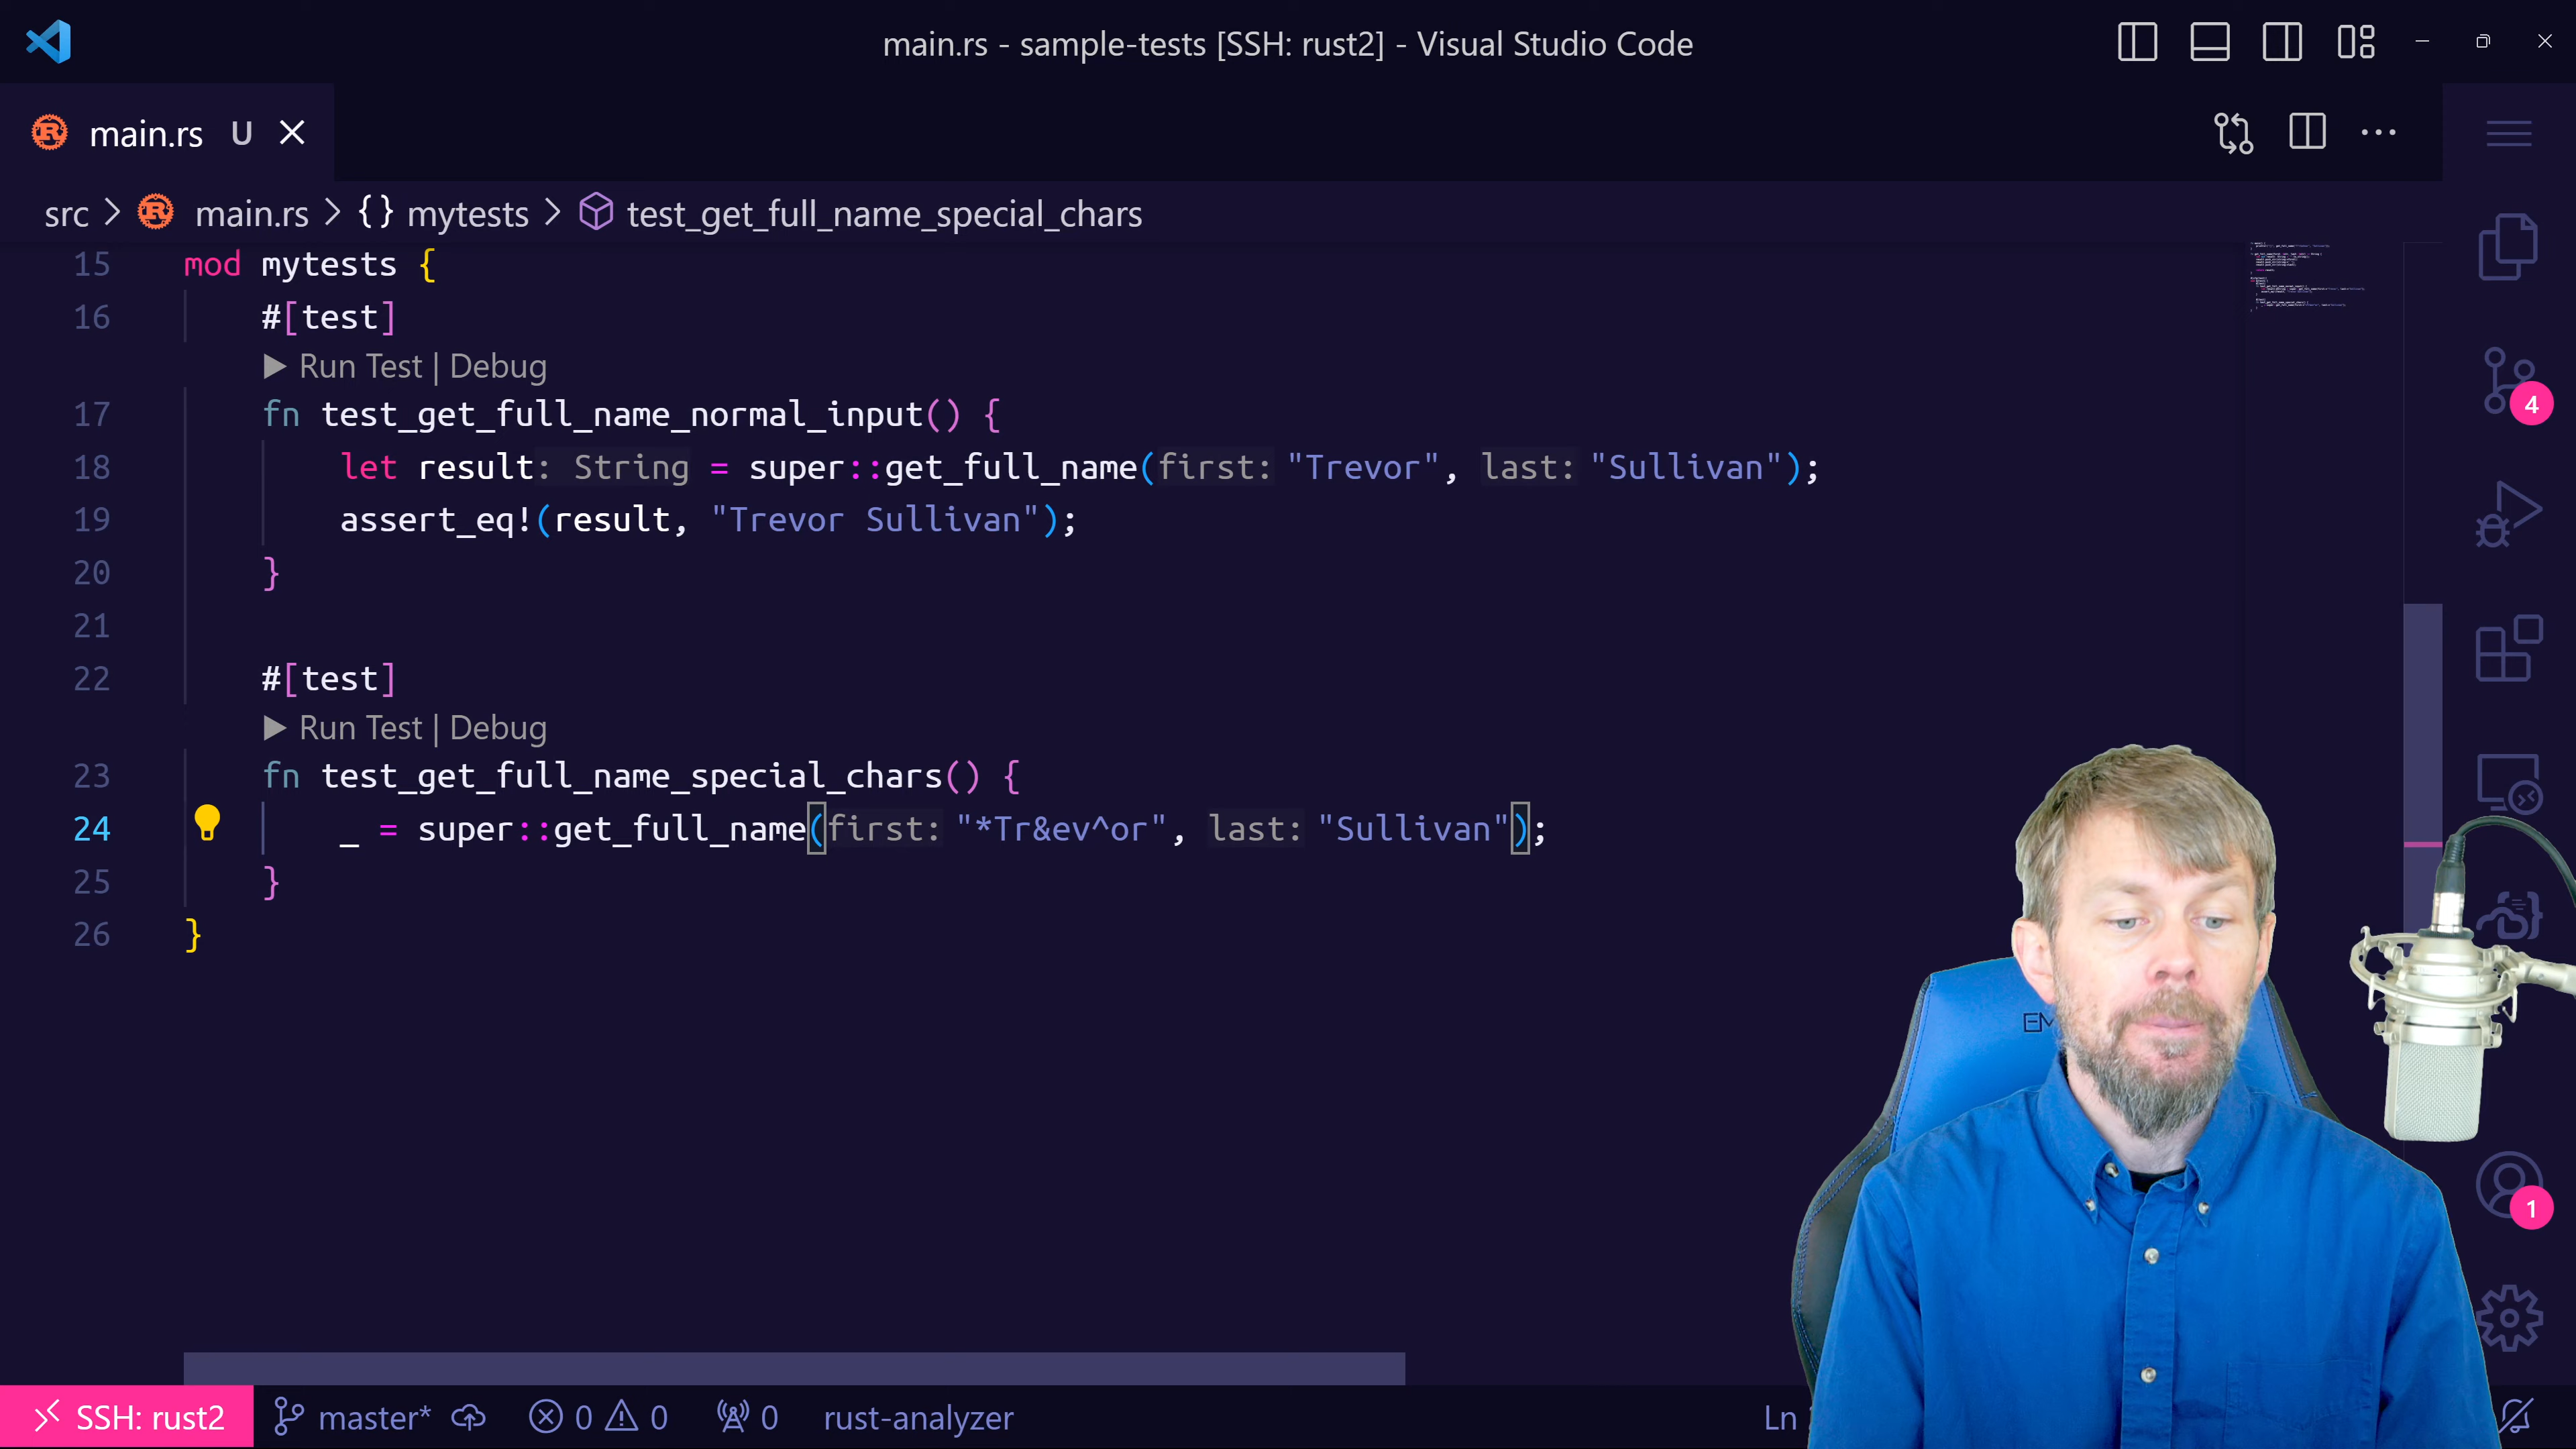 main.rs - sample-tests [SSH: rust2] - Visual Studio Code
main.rs U
src > main.rs > {} mytests > test_get_full_name_special_chars
15 mod mytests {
16 #[test]
▶ Run Test | Debug
17 fn test_get_full_name_normal_input() {
18 let result: String = super::get_full_name(first: "Trevor", last: "Sullivan");
19 assert_eq!(result, "Trevor Sullivan");
20 }
21
22 #[test]
▶ Run Test | Debug
23 fn test_get_full_name_special_chars() {
24 _ = super::get_full_name(first: "*Tr&ev^or", last: "Sullivan");
25 }
26 }
4
1
SSH: rust2 master* 0 0 0 rust-analyzer Ln